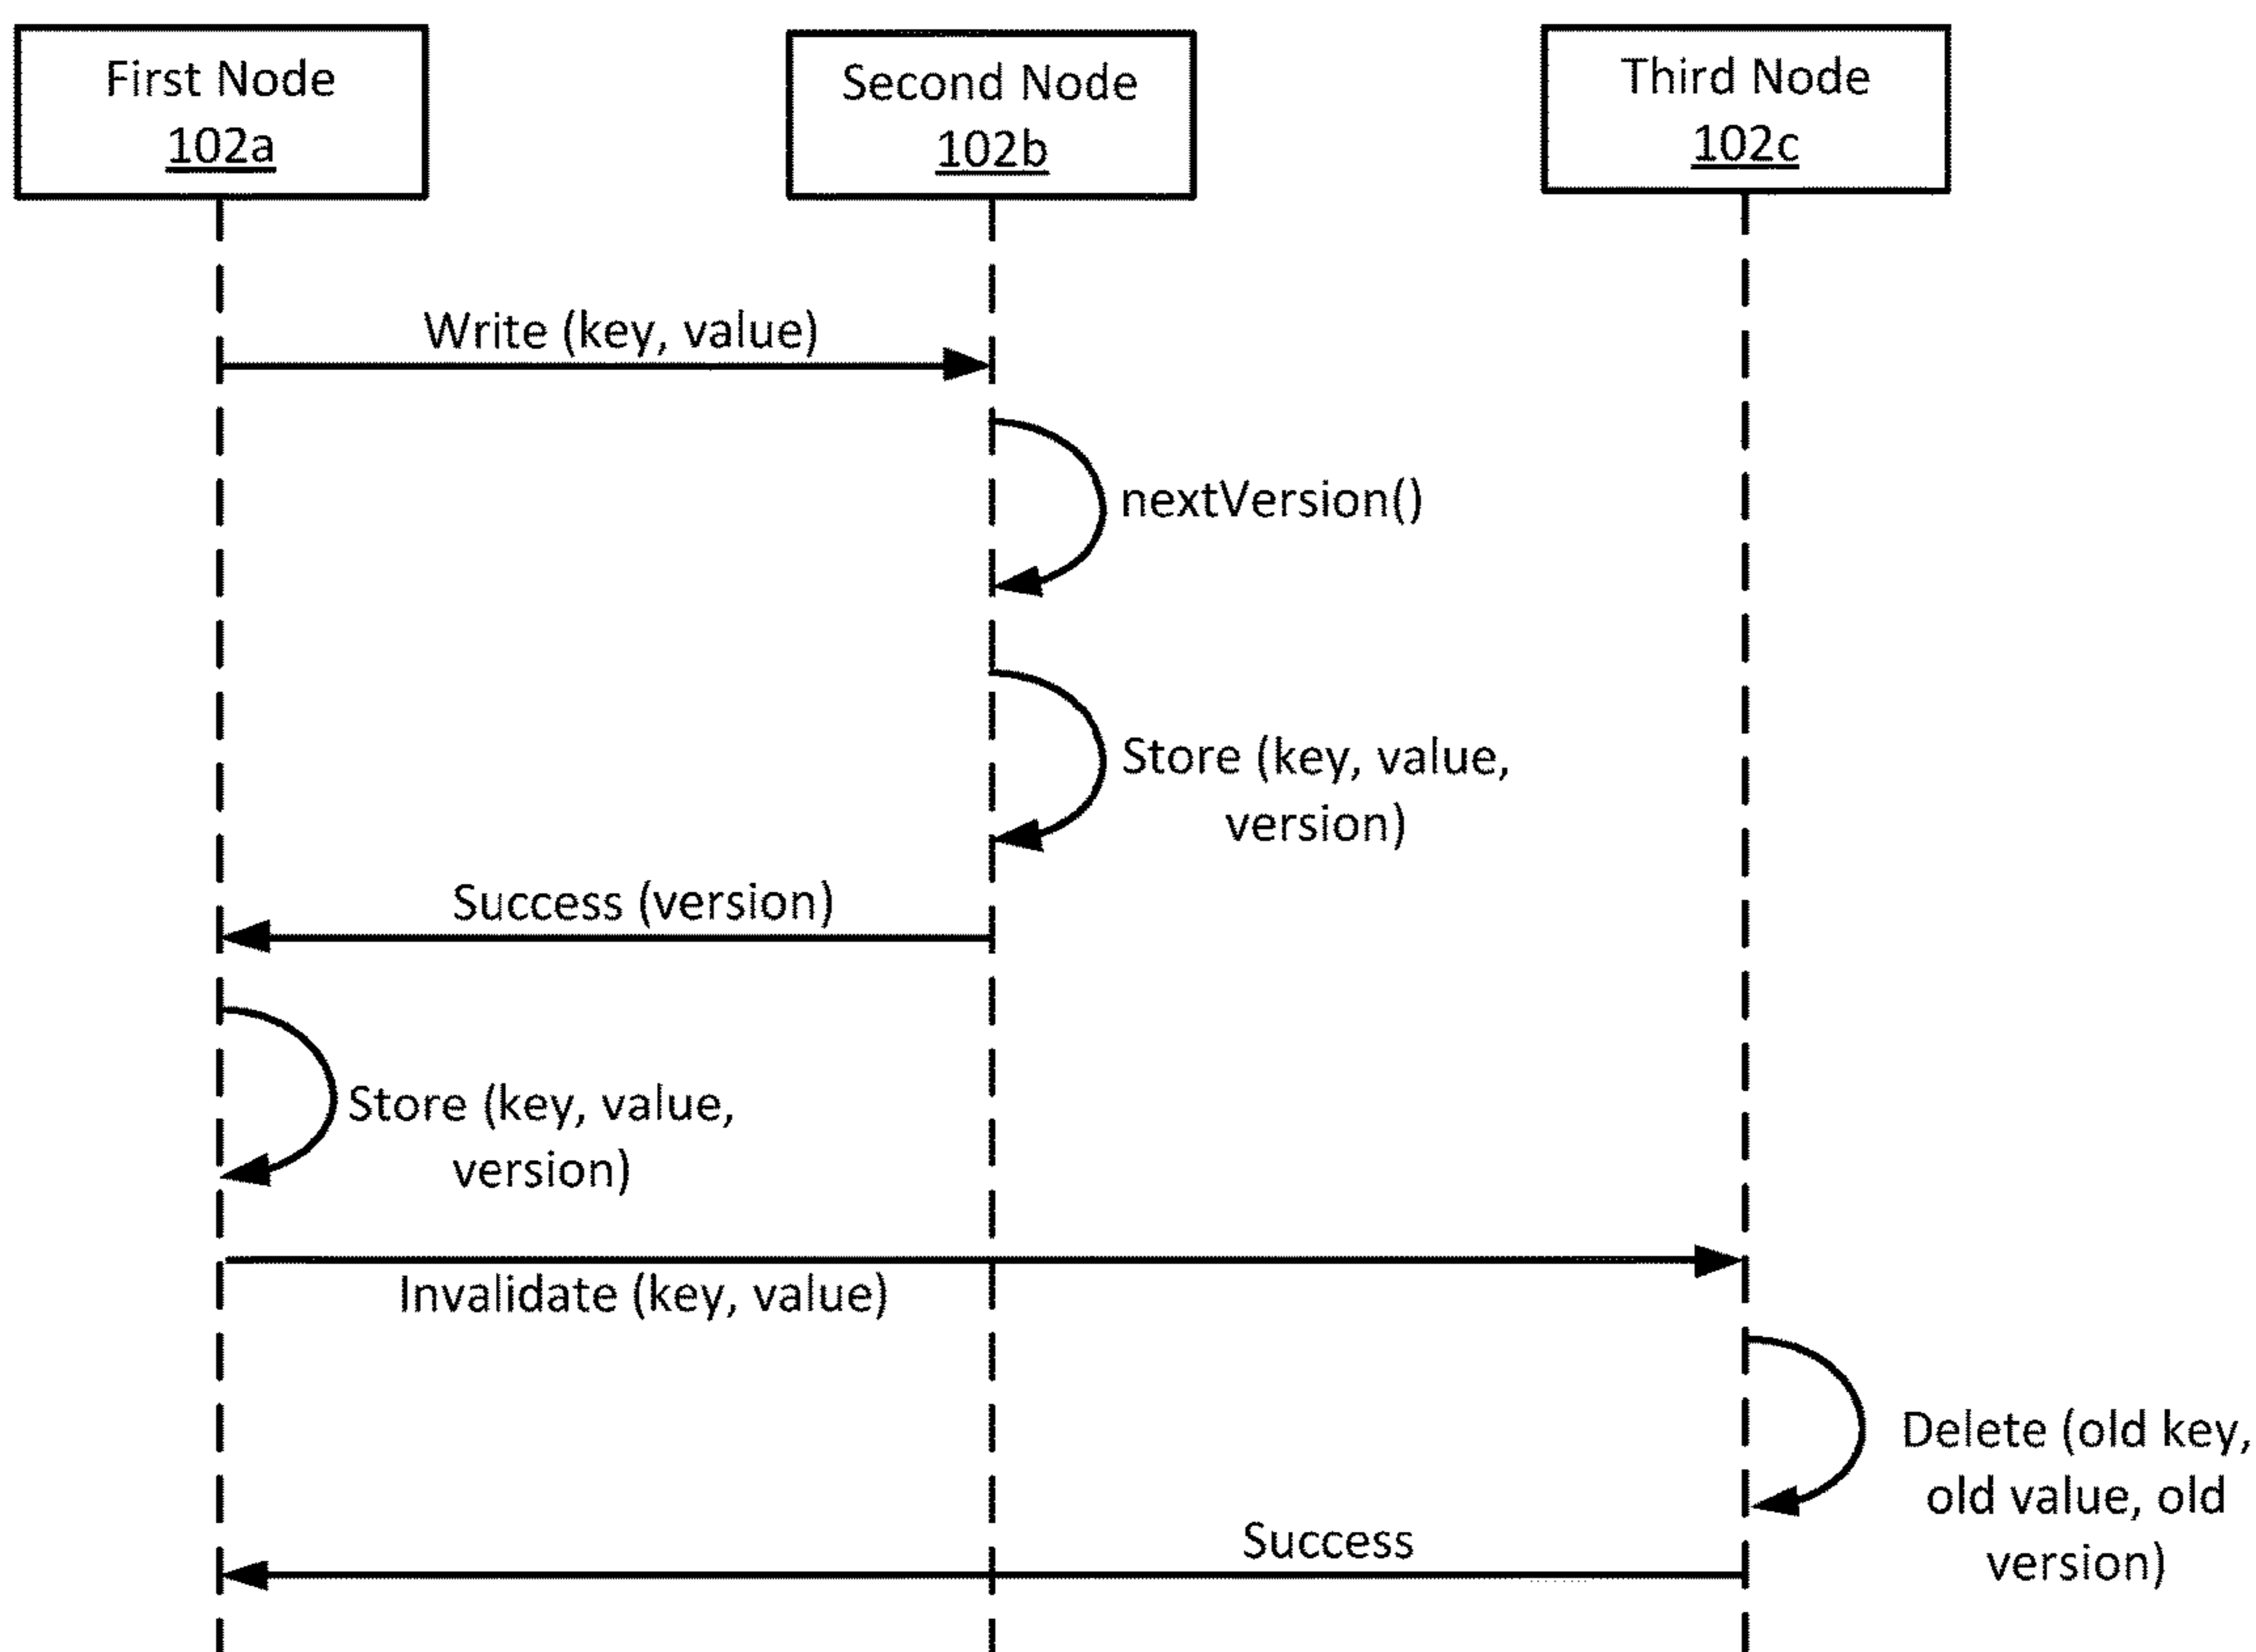 First Node
102a
Second Node
102b
Third Node
102c
Write (key, value)
nextVersion()
Store (key, value,
version)
Success (version)
Store (key, value,
version)
Invalidate (key, value)
Delete (old key,
old value, old
version)
Success